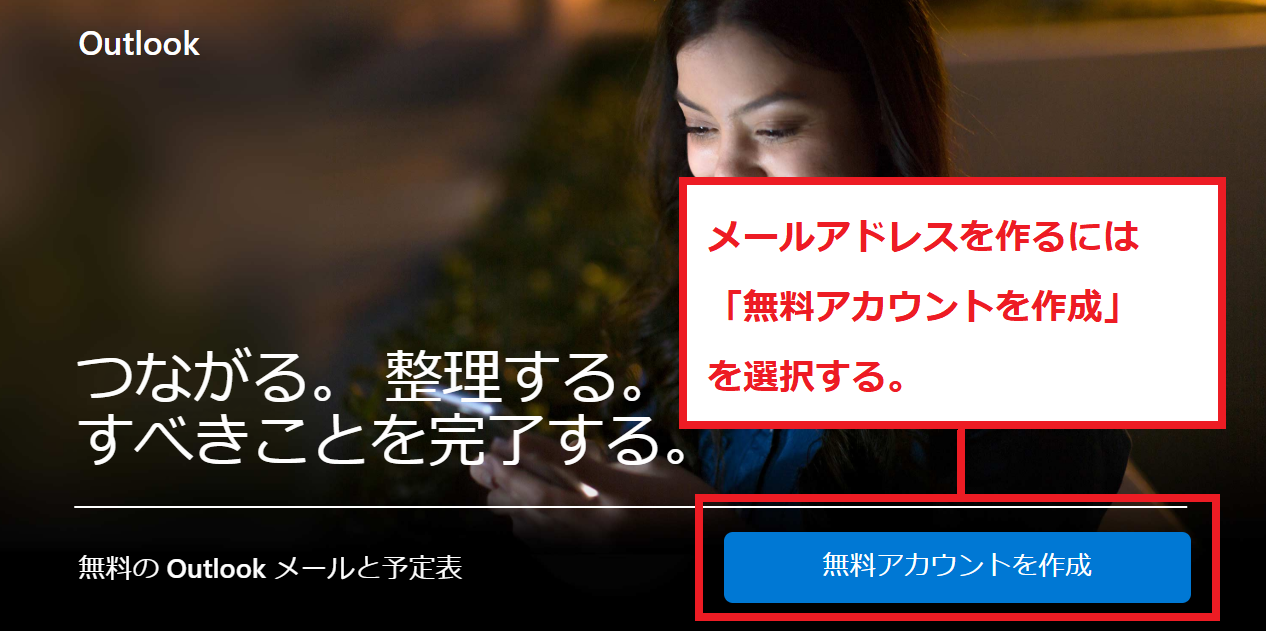 Outlook
メールアドレスを作るには
「無料アカウントを作成」
を選択する。
つながる。 整理する。
すべきことを完了する。
無料の Outlook メールと予定表
無料アカウントを作成